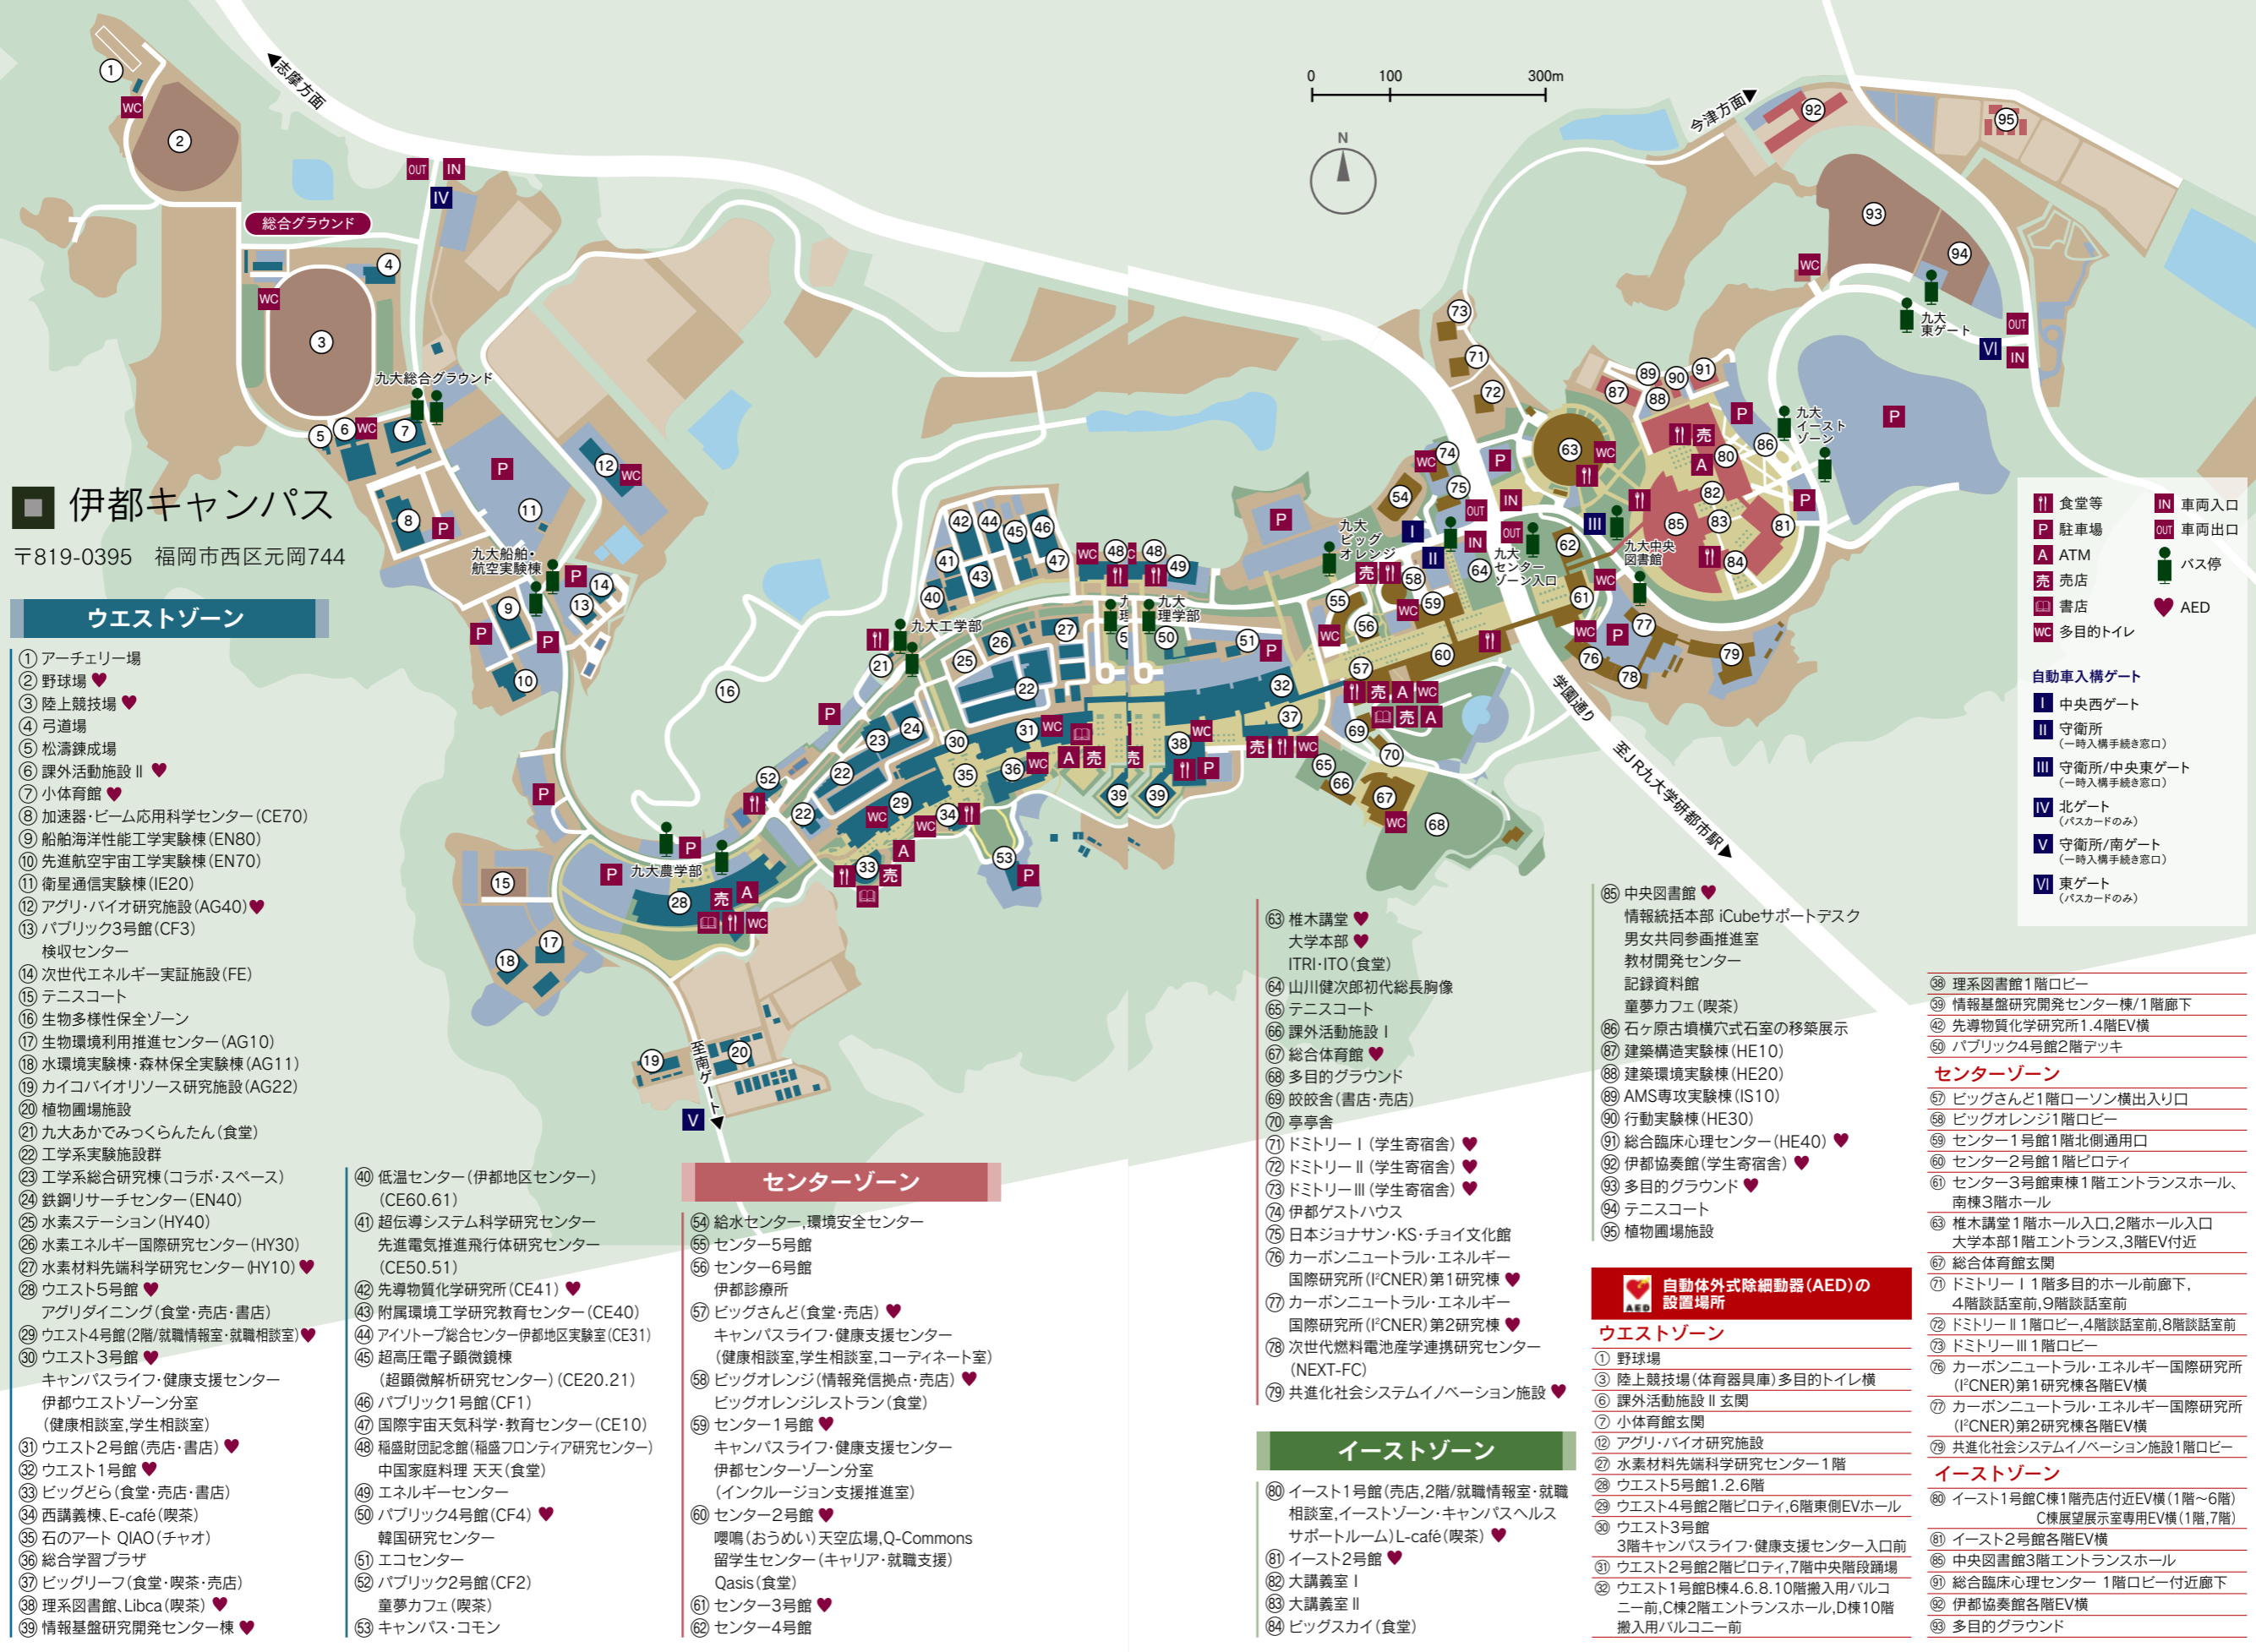 伊都キャンパス
〒819-0395 福岡市西区元岡744
◀志摩方面
今津方面▶
0 100 300m
N
総合グラウンド
九大総合グラウンド
九大船舶・
航空実験棟
九大工学部
九大農学部
九大
理学部
九大
ビッグ
オレンジ
九大
センター
ゾーン入口
九大中央
図書館
九大
イースト
ゾーン
九大
東ゲート
学園通り
至JR九大学研都市駅▶
至南ゲート▶
食堂等
P 駐車場
A ATM
売 売店
書店
WC 多目的トイレ
IN 車両入口
OUT 車両出口
バス停
AED
自動車入構ゲート
I 中央西ゲート
II 守衛所
(一時入構手続き窓口)
III 守衛所/中央東ゲート
(一時入構手続き窓口)
IV 北ゲート
(パスカードのみ)
V 守衛所/南ゲート
(一時入構手続き窓口)
VI 東ゲート
(パスカードのみ)
ウエストゾーン
① アーチェリー場
② 野球場 ♥
③ 陸上競技場 ♥
④ 弓道場
⑤ 松濤錬成場
⑥ 課外活動施設Ⅱ ♥
⑦ 小体育館 ♥
⑧ 加速器・ビーム応用科学センター(CE70)
⑨ 船舶海洋性能工学実験棟(EN80)
⑩ 先進航空宇宙工学実験棟(EN70)
⑪ 衛星通信実験棟(IE20)
⑫ アグリ・バイオ研究施設(AG40)♥
⑬ パブリック3号館(CF3)
検収センター
⑭ 次世代エネルギー実証施設(FE)
⑮ テニスコート
⑯ 生物多様性保全ゾーン
⑰ 生物環境利用推進センター(AG10)
⑱ 水環境実験棟・森林保全実験棟(AG11)
⑲ カイコバイオリソース研究施設(AG22)
⑳ 植物圃場施設
㉑ 九大あかでみっくらんたん(食堂)
㉒ 工学系実験施設群
㉓ 工学系総合研究棟(コラボ・スペース)
㉔ 鉄鋼リサーチセンター(EN40)
㉕ 水素ステーション(HY40)
㉖ 水素エネルギー国際研究センター(HY30)
㉗ 水素材料先端科学研究センター(HY10)♥
㉘ ウエスト5号館 ♥
アグリダイニング(食堂・売店・書店)
㉙ ウエスト4号館(2階/就職情報室・就職相談室)♥
㉚ ウエスト3号館 ♥
キャンパスライフ・健康支援センター
伊都ウエストゾーン分室
(健康相談室,学生相談室)
㉛ ウエスト2号館(売店・書店)♥
㉜ ウエスト1号館 ♥
㉝ ビッグどら(食堂・売店・書店)
㉞ 西講義棟、E-café(喫茶)
㉟ 石のアート QIAO(チャオ)
㊱ 総合学習プラザ
㊲ ビッグリーフ(食堂・喫茶・売店)
㊳ 理系図書館、Libca(喫茶)♥
㊴ 情報基盤研究開発センター棟 ♥
㊵ 低温センター(伊都地区センター)
(CE60.61)
㊶ 超伝導システム科学研究センター
先進電気推進飛行体研究センター
(CE50.51)
㊷ 先導物質化学研究所(CE41)♥
㊸ 附属環境工学研究教育センター(CE40)
㊹ アイソトープ総合センター伊都地区実験室(CE31)
㊺ 超高圧電子顕微鏡棟
(超顕微解析研究センター)(CE20.21)
㊻ パブリック1号館(CF1)
㊼ 国際宇宙天気科学・教育センター(CE10)
㊽ 稲盛財団記念館(稲盛フロンティア研究センター)
中国家庭料理 天天(食堂)
㊾ エネルギーセンター
㊿ パブリック4号館(CF4)♥
韓国研究センター
51 エコセンター
52 パブリック2号館(CF2)
童夢カフェ(喫茶)
53 キャンパス・コモン
センターゾーン
54 給水センター,環境安全センター
55 センター5号館
56 センター6号館
伊都診療所
57 ビッグさんど(食堂・売店)♥
キャンパスライフ・健康支援センター
(健康相談室,学生相談室,コーディネート室)
58 ビッグオレンジ(情報発信拠点・売店)♥
ビッグオレンジレストラン(食堂)
59 センター1号館 ♥
キャンパスライフ・健康支援センター
伊都センターゾーン分室
(インクルージョン支援推進室)
60 センター2号館 ♥
嚶鳴(おうめい)天空広場,Q-Commons
留学生センター(キャリア・就職支援)
Qasis(食堂)
61 センター3号館 ♥
62 センター4号館
63 椎木講堂 ♥
大学本部 ♥
ITRI・ITO(食堂)
64 山川健次郎初代総長胸像
65 テニスコート
66 課外活動施設Ⅰ
67 総合体育館 ♥
68 多目的グラウンド
69 皎皎舎(書店・売店)
70 亭亭舎
71 ドミトリーⅠ(学生寄宿舎)♥
72 ドミトリーⅡ(学生寄宿舎)♥
73 ドミトリーⅢ(学生寄宿舎)♥
74 伊都ゲストハウス
75 日本ジョナサン・KS・チョイ文化館
76 カーボンニュートラル・エネルギー
国際研究所(I²CNER)第1研究棟 ♥
77 カーボンニュートラル・エネルギー
国際研究所(I²CNER)第2研究棟 ♥
78 次世代燃料電池産学連携研究センター
(NEXT-FC)
79 共進化社会システムイノベーション施設 ♥
イーストゾーン
80 イースト1号館(売店,2階/就職情報室・就職
相談室,イーストゾーン・キャンパスヘルス
サポートルーム)L-café(喫茶)♥
81 イースト2号館 ♥
82 大講義室Ⅰ
83 大講義室Ⅱ
84 ビッグスカイ(食堂)
85 中央図書館 ♥
情報統括本部 iCubeサポートデスク
男女共同参画推進室
教材開発センター
記録資料館
童夢カフェ(喫茶)
86 石ヶ原古墳横穴式石室の移築展示
87 建築構造実験棟(HE10)
88 建築環境実験棟(HE20)
89 AMS専攻実験棟(IS10)
90 行動実験棟(HE30)
91 総合臨床心理センター(HE40)♥
92 伊都協奏館(学生寄宿舎)♥
93 多目的グラウンド ♥
94 テニスコート
95 植物圃場施設
AED
自動体外式除細動器(AED)の
設置場所
ウエストゾーン
① 野球場
③ 陸上競技場(体育器具庫)多目的トイレ横
⑥ 課外活動施設Ⅱ玄関
⑦ 小体育館玄関
⑫ アグリ・バイオ研究施設
㉗ 水素材料先端科学研究センター1階
㉘ ウエスト5号館1.2.6階
㉙ ウエスト4号館2階ピロティ,6階東側EVホール
㉚ ウエスト3号館
3階キャンパスライフ・健康支援センター入口前
㉛ ウエスト2号館2階ピロティ,7階中央階段踊場
㉜ ウエスト1号館B棟4.6.8.10階搬入用バルコ
ニー前,C棟2階エントランスホール,D棟10階
搬入用バルコニー前
㊳ 理系図書館1階ロビー
㊴ 情報基盤研究開発センター棟/1階廊下
㊷ 先導物質化学研究所1.4階EV横
㊿ パブリック4号館2階デッキ
センターゾーン
57 ビッグさんど1階ローソン横出入り口
58 ビッグオレンジ1階ロビー
59 センター1号館1階北側通用口
60 センター2号館1階ピロティ
61 センター3号館東棟1階エントランスホール、
南棟3階ホール
63 椎木講堂1階ホール入口,2階ホール入口
大学本部1階エントランス,3階EV付近
67 総合体育館玄関
71 ドミトリーⅠ1階多目的ホール前廊下,
4階談話室前,9階談話室前
72 ドミトリーⅡ1階ロビー,4階談話室前,8階談話室前
73 ドミトリーⅢ1階ロビー
76 カーボンニュートラル・エネルギー国際研究所
(I²CNER)第1研究棟各階EV横
77 カーボンニュートラル・エネルギー国際研究所
(I²CNER)第2研究棟各階EV横
79 共進化社会システムイノベーション施設1階ロビー
イーストゾーン
80 イースト1号館C棟1階売店付近EV横(1階〜6階)
C棟展望展示室専用EV横(1階,7階)
81 イースト2号館各階EV横
85 中央図書館3階エントランスホール
91 総合臨床心理センター 1階ロビー付近廊下
92 伊都協奏館各階EV横
93 多目的グラウンド